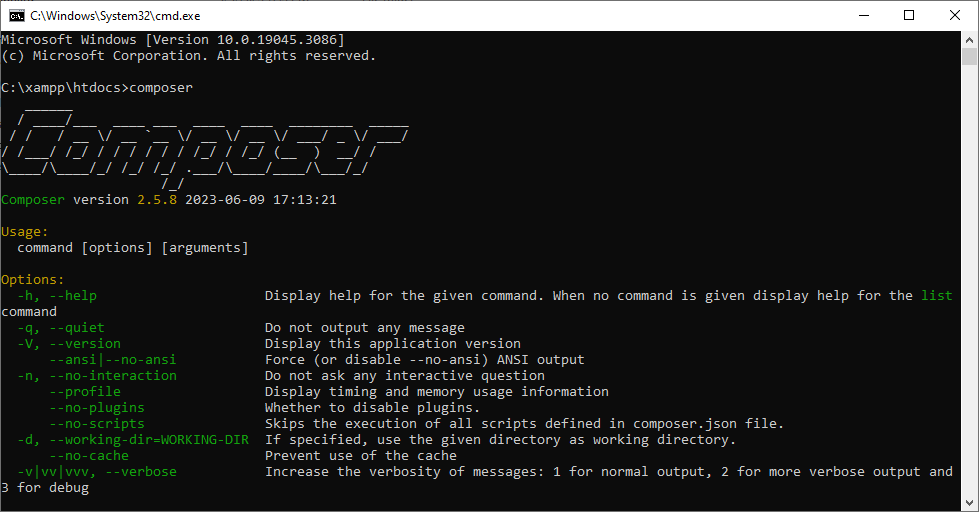 C:\Windows\System32\cmd.exe
Microsoft Windows [Version 10.0.19045.3086]
(c) Microsoft Corporation. All rights reserved.
C:\xampp\htdocs>composer
Composer
Composer version 2.5.8 2023-06-09 17:13:21
Usage:
command [options] [arguments]
Options:
-h, --help Display help for the given command. When no command is given display help for the list
command
-q, --quiet Do not output any message
-V, --version Display this application version
--ansi|--no-ansi Force (or disable --no-ansi) ANSI output
-n, --no-interaction Do not ask any interactive question
--profile Display timing and memory usage information
--no-plugins Whether to disable plugins.
--no-scripts Skips the execution of all scripts defined in composer.json file.
-d, --working-dir=WORKING-DIR If specified, use the given directory as working directory.
--no-cache Prevent use of the cache
-v|vv|vvv, --verbose Increase the verbosity of messages: 1 for normal output, 2 for more verbose output and
3 for debug